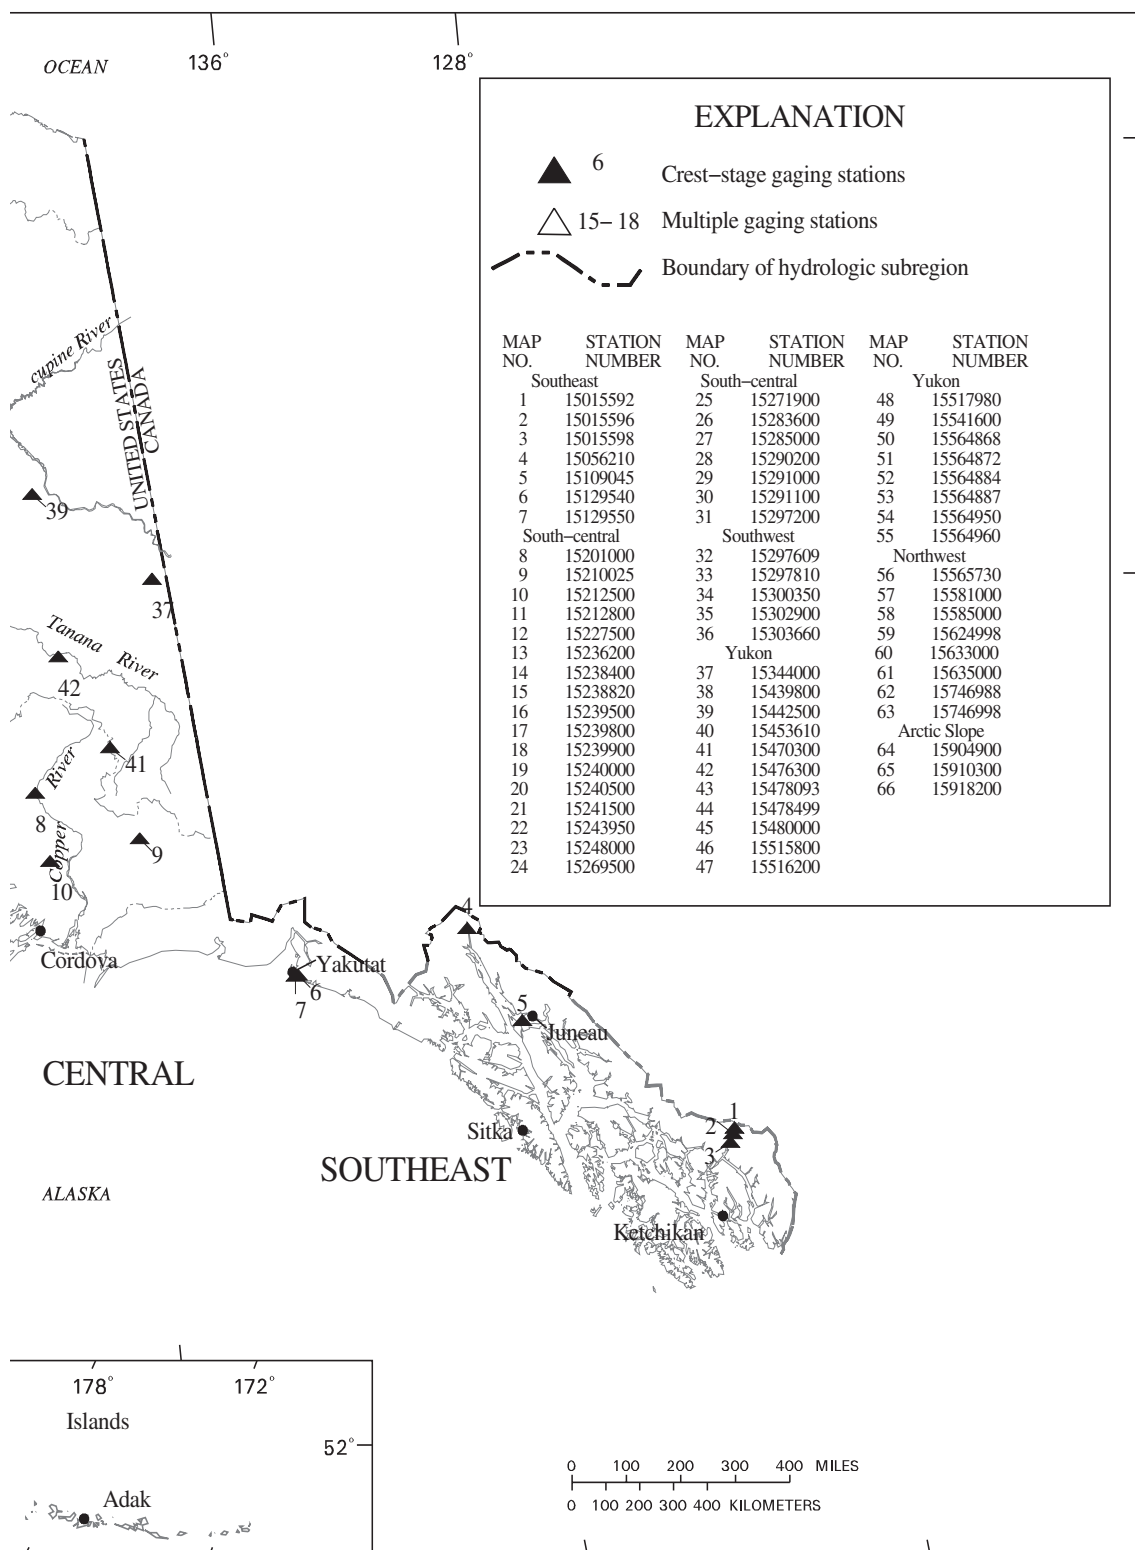 136°
128°
OCEAN
EXPLANATION
6
Crest–stage gaging stations
15–18 Multiple gaging stations
Boundary of hydrologic subregion
MAP NO. STATION NUMBER MAP NO. STATION NUMBER MAP NO. STATION NUMBER
Southeast South–central Yukon
1 15015592 25 15271900 48 15517980
2 15015596 26 15283600 49 15541600
3 15015598 27 15285000 50 15564868
4 15056210 28 15290200 51 15564872
5 15109045 29 15291000 52 15564884
6 15129540 30 15291100 53 15564887
7 15129550 31 15297200 54 15564950
South–central Southwest 55 15564960
8 15201000 32 15297609 Northwest
9 15210025 33 15297810 56 15565730
10 15212500 34 15300350 57 15581000
11 15212800 35 15302900 58 15585000
12 15227500 36 15303660 59 15624998
13 15236200 Yukon 60 15633000
14 15238400 37 15344000 61 15635000
15 15238820 38 15439800 62 15746988
16 15239500 39 15442500 63 15746998
17 15239800 40 15453610 Arctic Slope
18 15239900 41 15470300 64 15904900
19 15240000 42 15476300 65 15910300
20 15240500 43 15478093 66 15918200
21 15241500 44 15478499
22 15243950 45 15480000
23 15248000 46 15515800
24 15269500 47 15516200
cupine River
UNITED STATES
CANADA
39
37
Tanana River
42
41
River
8
Copper
9
10
4
Cordova
Yakutat
6
7
5
Juneau
CENTRAL
1
2
3
Sitka
SOUTHEAST
ALASKA
Ketchikan
178°
172°
Islands
52°
Adak
0 100 200 300 400 MILES
0 100 200 300 400 KILOMETERS